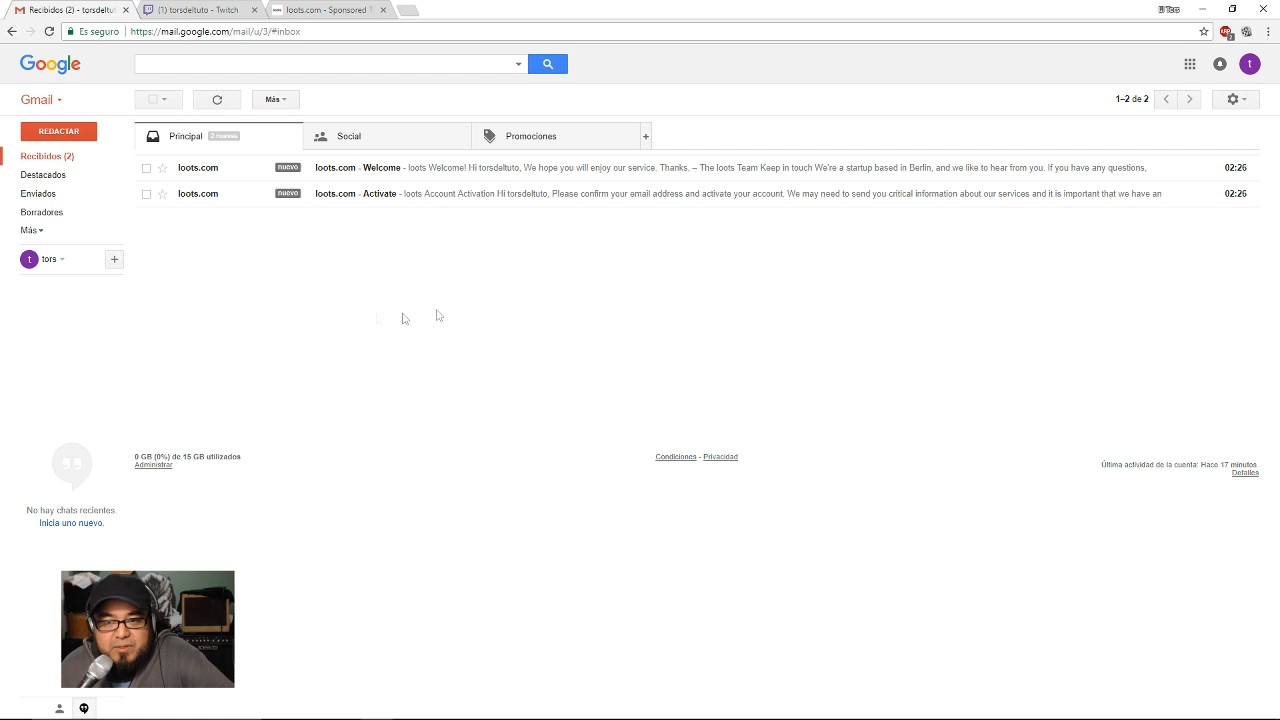 Recibidos (2) - torsdeltut
(1) torsdeltuto - Twitch
loots.com - Sponsored T
Es seguro
https://mail.google.com/mail/u/3/#inbox
Google
Gmail
Más
1–2 de 2
REDACTAR
Principal
Social
Promociones
Recibidos (2)
loots.com nuevo loots.com - Welcome - loots Welcome! Hi torsdeltuto, We hope you will enjoy our service. Thanks, – The loots Team Keep in touch We're a startup based in Berlin, and we like to hear from you. If you have any questions, 02:26
Destacados
loots.com nuevo loots.com - Activate - loots Account Activation Hi torsdeltuto, Please confirm your email address and activate your account. We may need to send you critical information about our services and it is important that we have an 02:26
Enviados
Borradores
Más
t tors
0 GB (0%) de 15 GB utilizados
Administrar
Condiciones - Privacidad
Última actividad de la cuenta: Hace 17 minutos.
Detalles
No hay chats recientes.
Inicia uno nuevo.